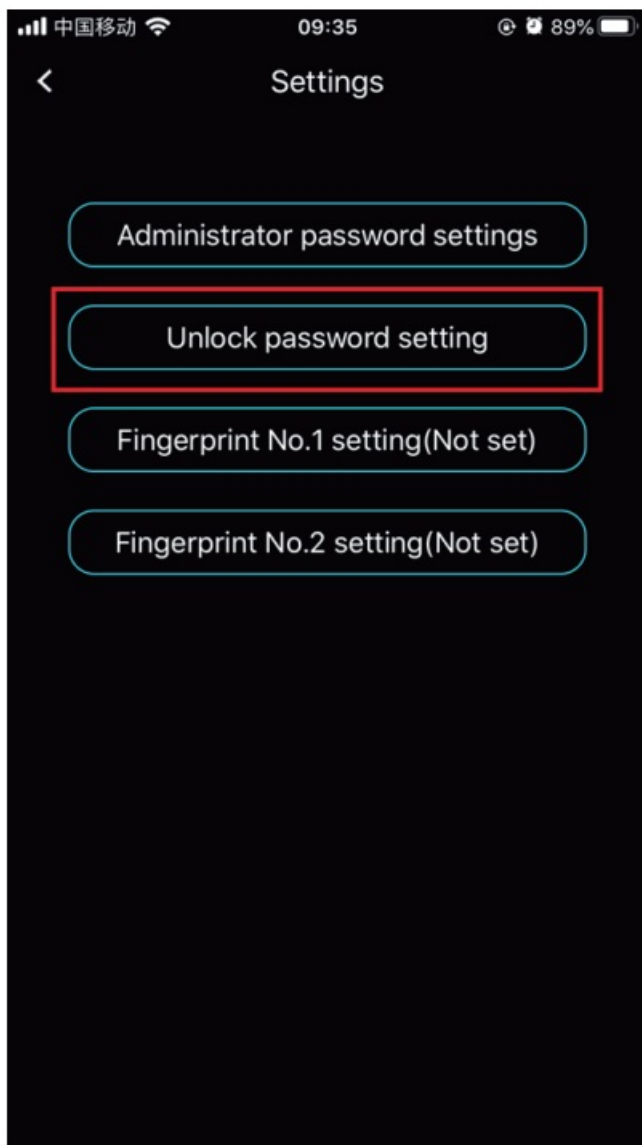 中国移动 09:35 89%
Settings
Administrator password settings
Unlock password setting
Fingerprint No.1 setting(Not set)
Fingerprint No.2 setting(Not set)